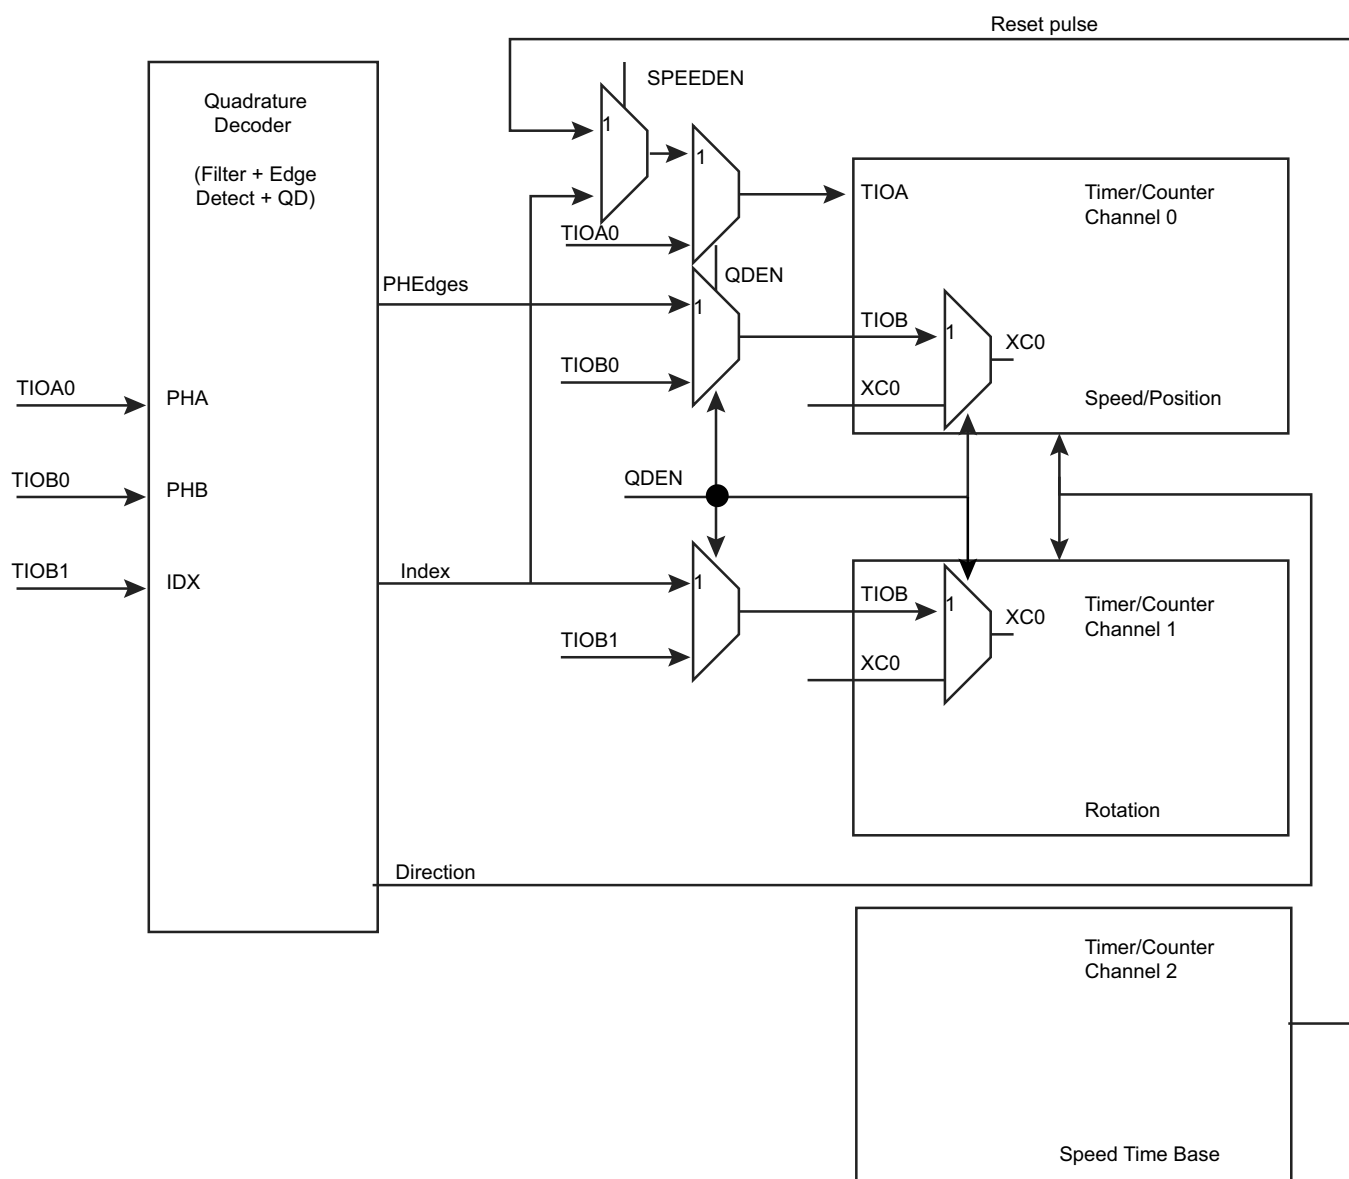 Reset pulse
SPEEDEN
Quadrature
Decoder
(Filter + Edge
Detect + QD)
1
1
TIOA
Timer/Counter
Channel 0
TIOA0
QDEN
PHEdges
1
TIOB
1
XC0
TIOB0
XC0
Speed/Position
TIOA0
PHA
QDEN
TIOB0
PHB
TIOB1
IDX
Index
1
TIOB
1
XC0
Timer/Counter
Channel 1
TIOB1
XC0
Rotation
Direction
Timer/Counter
Channel 2
Speed Time Base